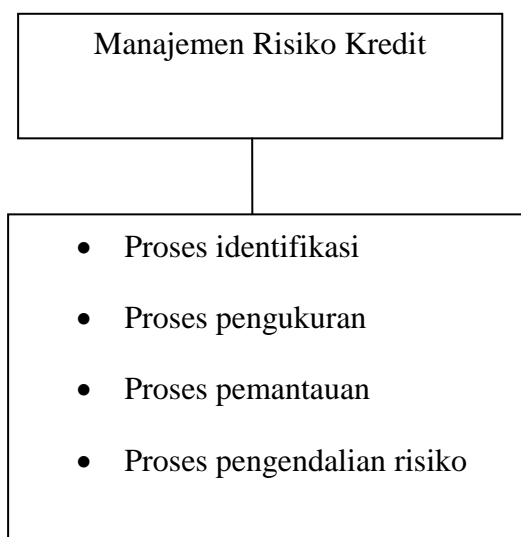 Manajemen Risiko Kredit
• Proses identifikasi
• Proses pengukuran
• Proses pemantauan
• Proses pengendalian risiko